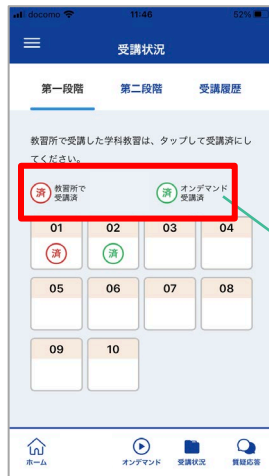 docomo 11:46 52%
受講状況
第一段階 第二段階 受講履歴
教習所で受講した学科教習は、タップして受講済にし
てください。
済 教習所で 済 オンデマンド
受講済 受講済
01 02 03 04
済 済
05 06 07 08
09 10
ホーム オンデマンド 受講状況 質疑応答